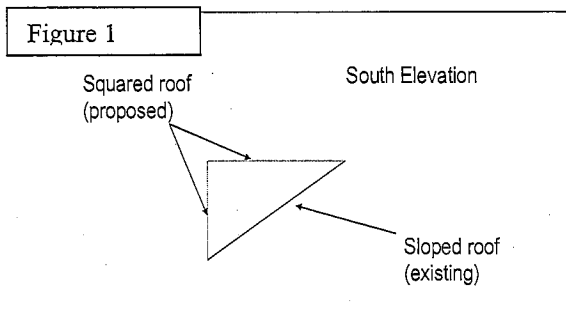 Figure 1
South Elevation
Squared roof
(proposed)
Sloped roof
(existing)